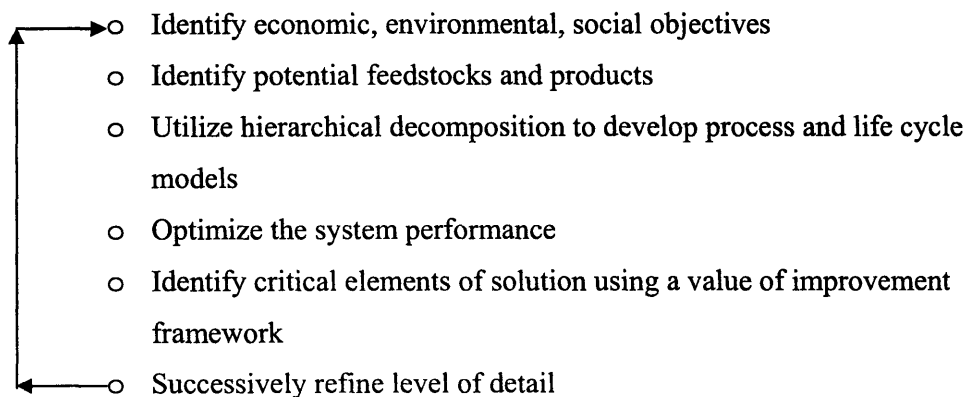 o Identify economic, environmental, social objectives
o Identify potential feedstocks and products
o Utilize hierarchical decomposition to develop process and life cycle
models
o Optimize the system performance
o Identify critical elements of solution using a value of improvement
framework
o Successively refine level of detail